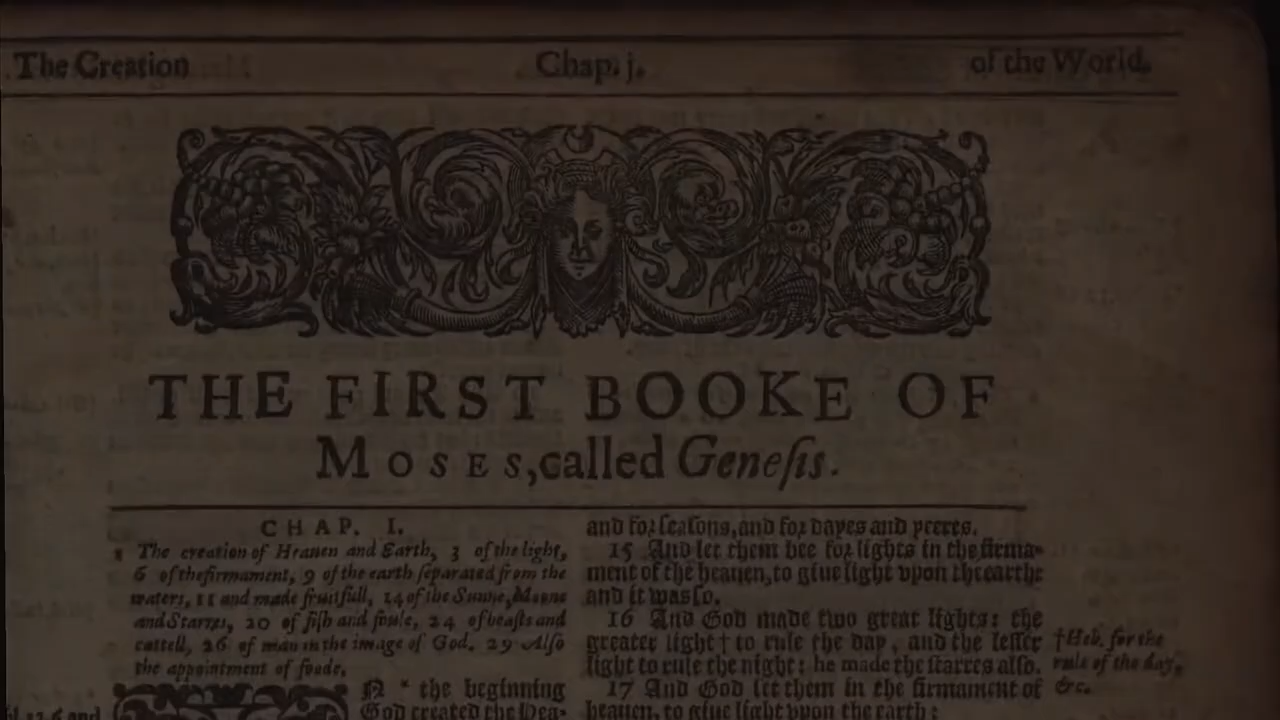 The Creation Chap. j. of the World.
THE FIRST BOOKE OF
MOSES, called Geneſis.
CHAP. I.
1 The creation of Heauen and Earth, 3 of the light,
6 of the firmament, 9 of the earth ſeparated from the
waters, 11 and made fruitfull, 14 of the Sunne, Moone
and Starres, 20 of fiſh and fowle, 24 of beaſts and
cattell, 26 of man in the image of God. 29 Alſo
the appointment of foode.
N * the beginning
God created the Hea-
and foꝛ ſeaſons, and foꝛ dayes and yeeres.
15 And let them bee foꝛ lights in the firma-
ment of the heauen, to giue light vpon the earth:
and it was ſo.
16 And God made two great lights: the
greater light † to rule the day, and the leſſer
light to rule the night: he made the ſtarres alſo.
17 And God ſet them in the firmament of
heauen, to giue light vpon the earth:
†Heb. for the
rule of the day,
&c.